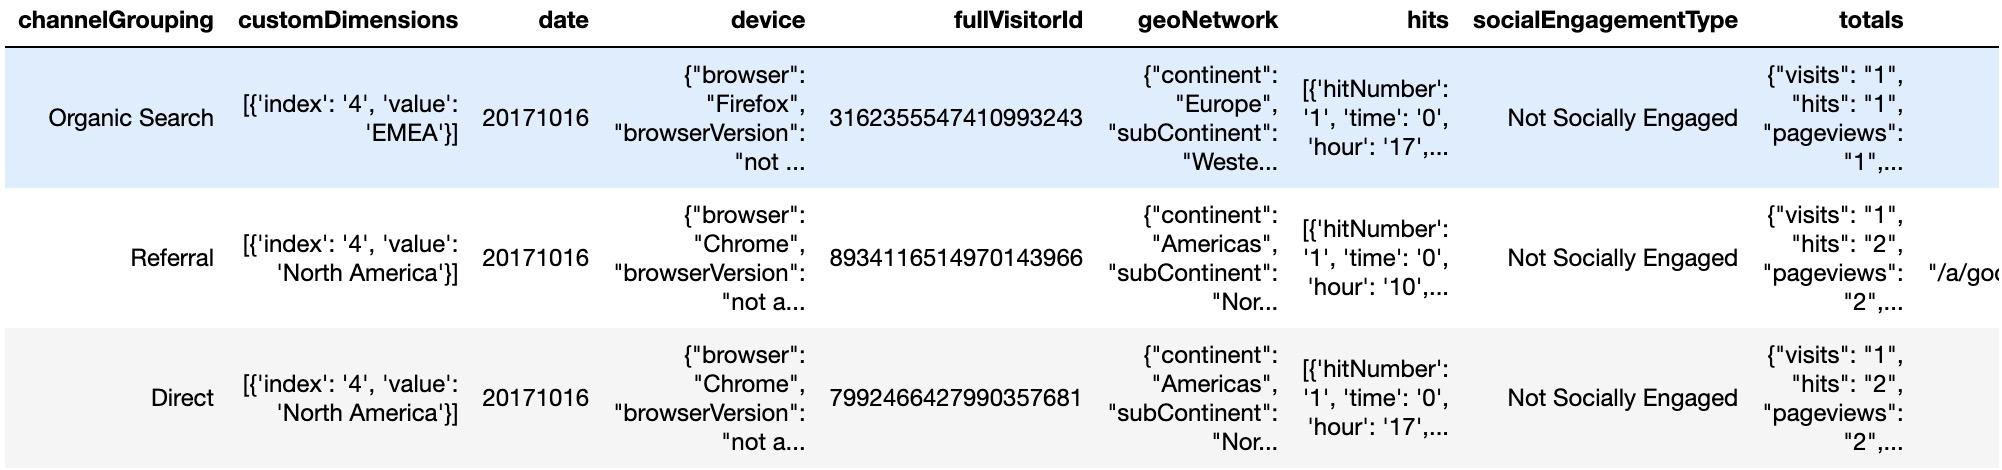 channelGrouping customDimensions date device fullVisitorId geoNetwork hits socialEngagementType totals
Organic Search [{'index': '4', 'value': 'EMEA'}] 20171016 {"browser": "Firefox", "browserVersion": "not ... 3162355547410993243 {"continent": "Europe", "subContinent": "Weste... [{'hitNumber': '1', 'time': '0', 'hour': '17',... Not Socially Engaged {"visits": "1", "hits": "1", "pageviews": "1",...
Referral [{'index': '4', 'value': 'North America'}] 20171016 {"browser": "Chrome", "browserVersion": "not a... 8934116514970143966 {"continent": "Americas", "subContinent": "Nor... [{'hitNumber': '1', 'time': '0', 'hour': '10',... Not Socially Engaged {"visits": "1", "hits": "2", "pageviews": "2",... "/a/goo
Direct [{'index': '4', 'value': 'North America'}] 20171016 {"browser": "Chrome", "browserVersion": "not a... 7992466427990357681 {"continent": "Americas", "subContinent": "Nor... [{'hitNumber': '1', 'time': '0', 'hour': '17',... Not Socially Engaged {"visits": "1", "hits": "2", "pageviews": "2",...